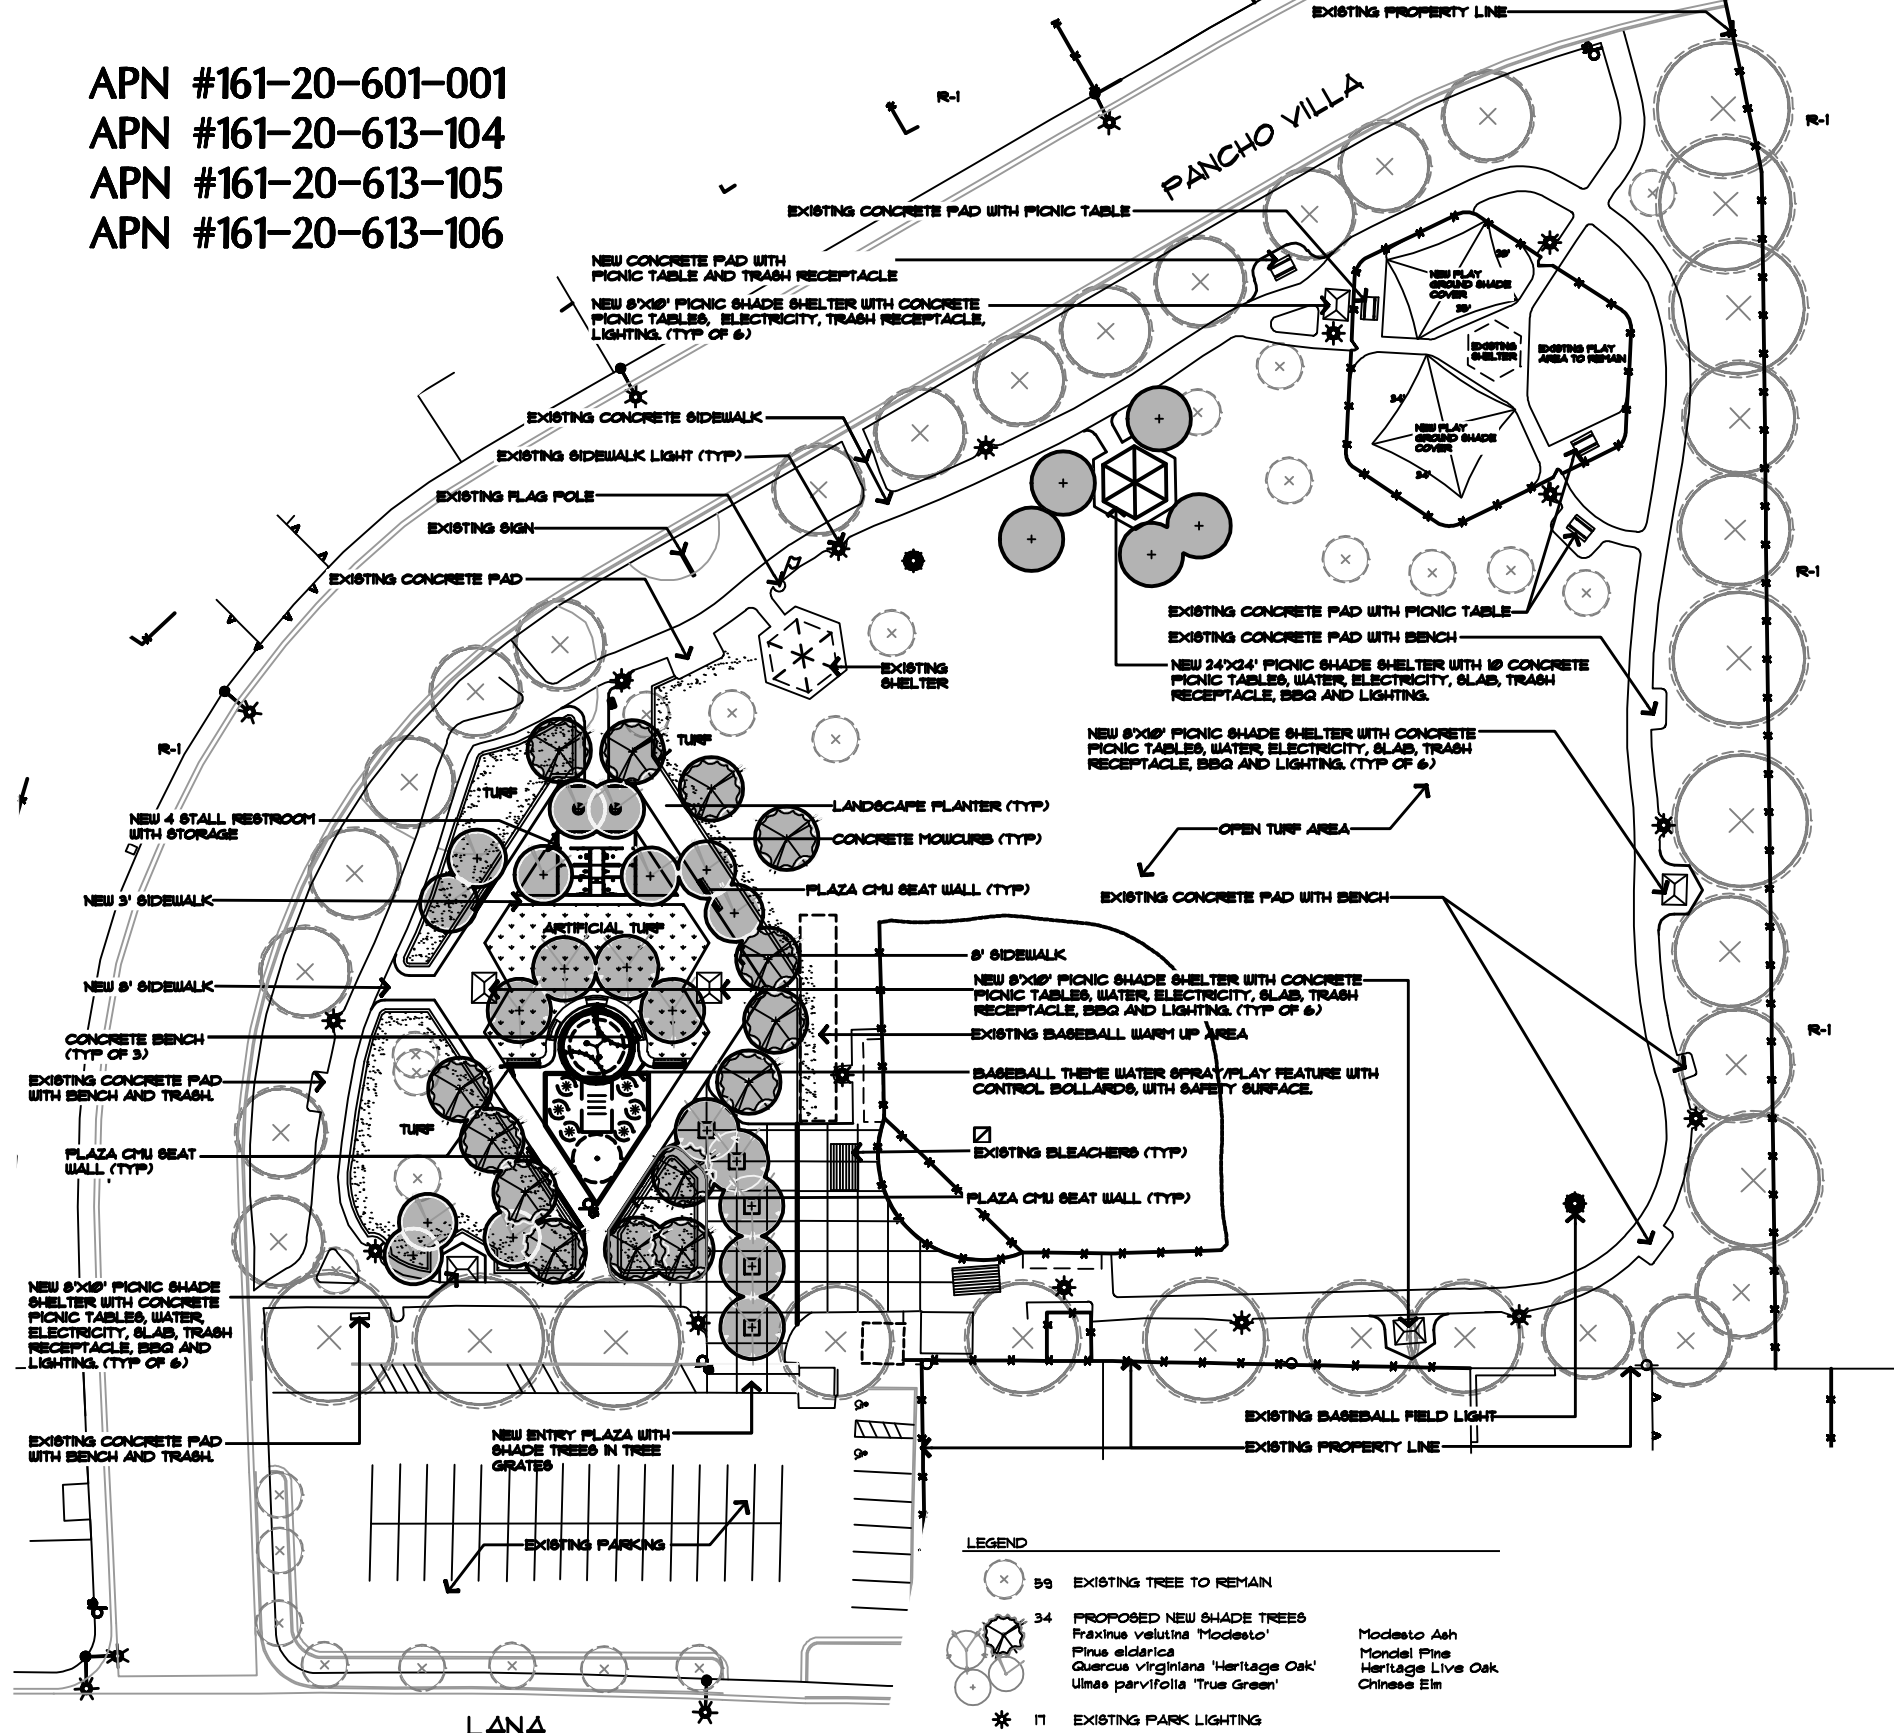 EXISTING PROPERTY LINE
APN #161-20-601-001
APN #161-20-613-104
APN #161-20-613-105
APN #161-20-613-106
R-1
R-1
PANCHO VILLA
EXISTING CONCRETE PAD WITH PICNIC TABLE
NEW CONCRETE PAD WITH
PICNIC TABLE AND TRASH RECEPTACLE
NEW 8'X10' PICNIC SHADE SHELTER WITH CONCRETE
PICNIC TABLES, ELECTRICITY, TRASH RECEPTACLE,
LIGHTING. (TYP OF 6)
NEW PLAY
GROUND SHADE
COVER
EXISTING
SHELTER
EXISTING PLAY
AREA TO REMAIN
34'
NEW PLAY
GROUND SHADE
COVER
34'
EXISTING CONCRETE SIDEWALK
EXISTING SIDEWALK LIGHT (TYP)
EXISTING FLAG POLE
EXISTING SIGN
EXISTING CONCRETE PAD
R-1
EXISTING CONCRETE PAD WITH PICNIC TABLE
EXISTING CONCRETE PAD WITH BENCH
EXISTING
SHELTER
NEW 24'X24' PICNIC SHADE SHELTER WITH 10 CONCRETE
PICNIC TABLES, WATER, ELECTRICITY, SLAB, TRASH
RECEPTACLE, BBQ AND LIGHTING.
R-1
TURF
NEW 8'X10' PICNIC SHADE SHELTER WITH CONCRETE
PICNIC TABLES, WATER, ELECTRICITY, SLAB, TRASH
RECEPTACLE, BBQ AND LIGHTING. (TYP OF 6)
TURF
LANDSCAPE PLANTER (TYP)
NEW 4 STALL RESTROOM
WITH STORAGE
OPEN TURF AREA
CONCRETE MOWCURB (TYP)
PLAZA CMU SEAT WALL (TYP)
EXISTING CONCRETE PAD WITH BENCH
NEW 3' SIDEWALK
ARTIFICIAL TURF
8' SIDEWALK
NEW 8'X10' PICNIC SHADE SHELTER WITH CONCRETE
PICNIC TABLES, WATER, ELECTRICITY, SLAB, TRASH
RECEPTACLE, BBQ AND LIGHTING. (TYP OF 6)
NEW 8' SIDEWALK
EXISTING BASEBALL WARM UP AREA
R-1
CONCRETE BENCH
(TYP OF 3)
BASEBALL THEME WATER SPRAY/PLAY FEATURE WITH
CONTROL BOLLARDS, WITH SAFETY SURFACE.
EXISTING CONCRETE PAD
WITH BENCH AND TRASH.
TURF
EXISTING BLEACHERS (TYP)
PLAZA CMU SEAT
WALL (TYP)
PLAZA CMU SEAT WALL (TYP)
NEW 8'X10' PICNIC SHADE
SHELTER WITH CONCRETE
PICNIC TABLES, WATER,
ELECTRICITY, SLAB, TRASH
RECEPTACLE, BBQ AND
LIGHTING. (TYP OF 6)
EXISTING BASEBALL FIELD LIGHT
EXISTING PROPERTY LINE
EXISTING CONCRETE PAD
WITH BENCH AND TRASH.
NEW ENTRY PLAZA WITH
SHADE TREES IN TREE
GRATES
EXISTING PARKING
LEGEND
59 EXISTING TREE TO REMAIN
34 PROPOSED NEW SHADE TREES
Fraxinus velutina 'Modesto' Modesto Ash
Pinus eldarica Mondel Pine
Quercus virginiana 'Heritage Oak' Heritage Live Oak
Ulmas parvifolia 'True Green' Chinese Elm
17 EXISTING PARK LIGHTING
LANA